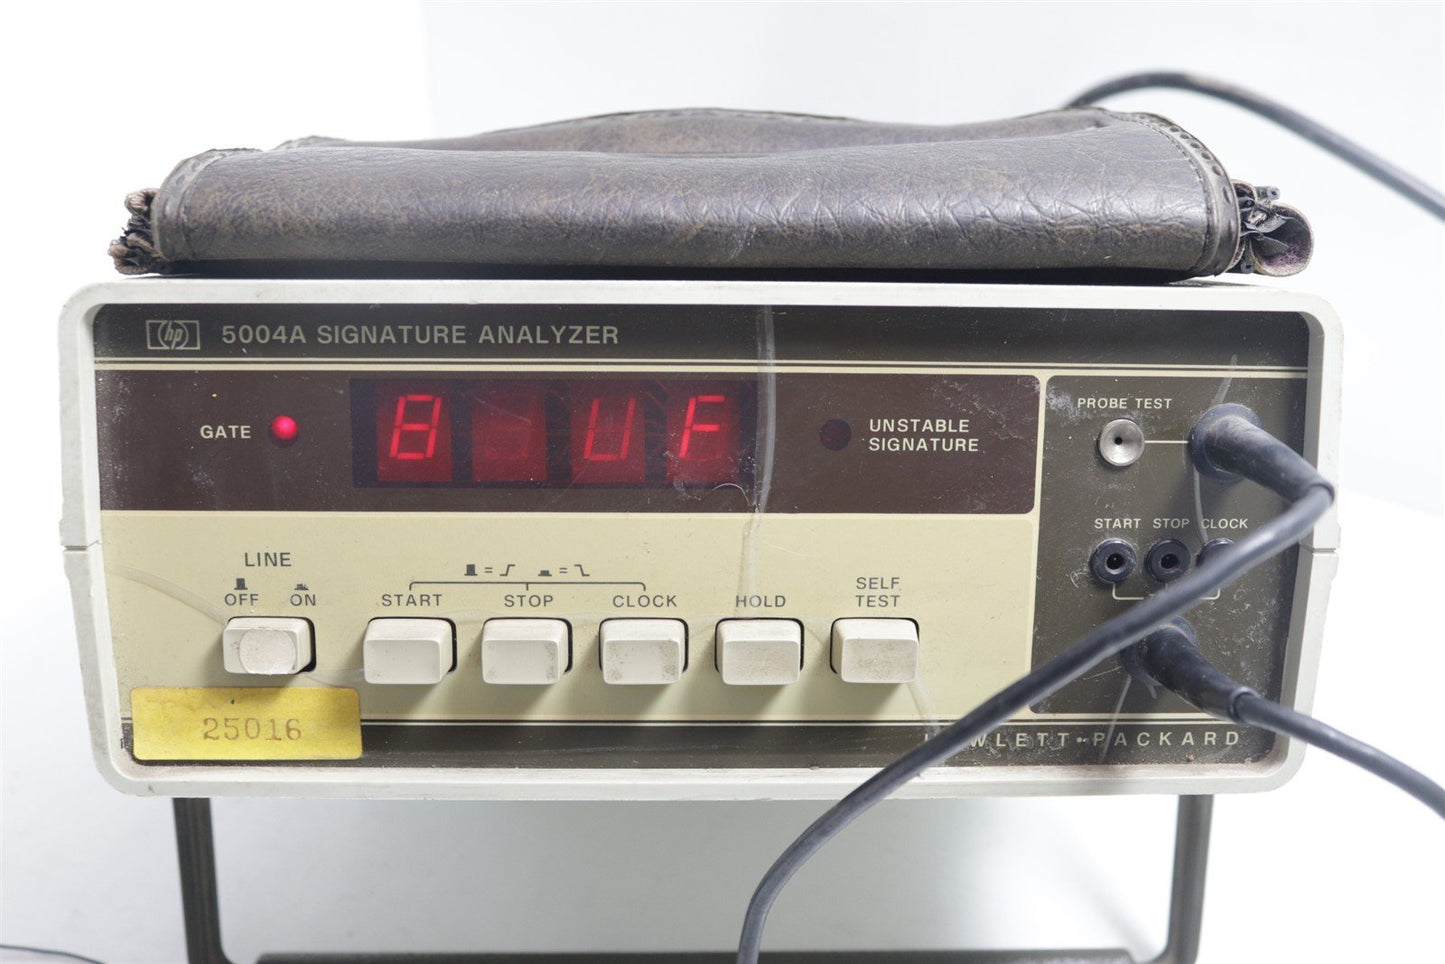 hp 5004A SIGNATURE ANALYZER
GATE
8 UF
UNSTABLE
SIGNATURE
PROBE TEST
START STOP CLOCK
LINE
OFF ON
START STOP CLOCK HOLD
SELF
TEST
25016
HEWLETT•PACKARD